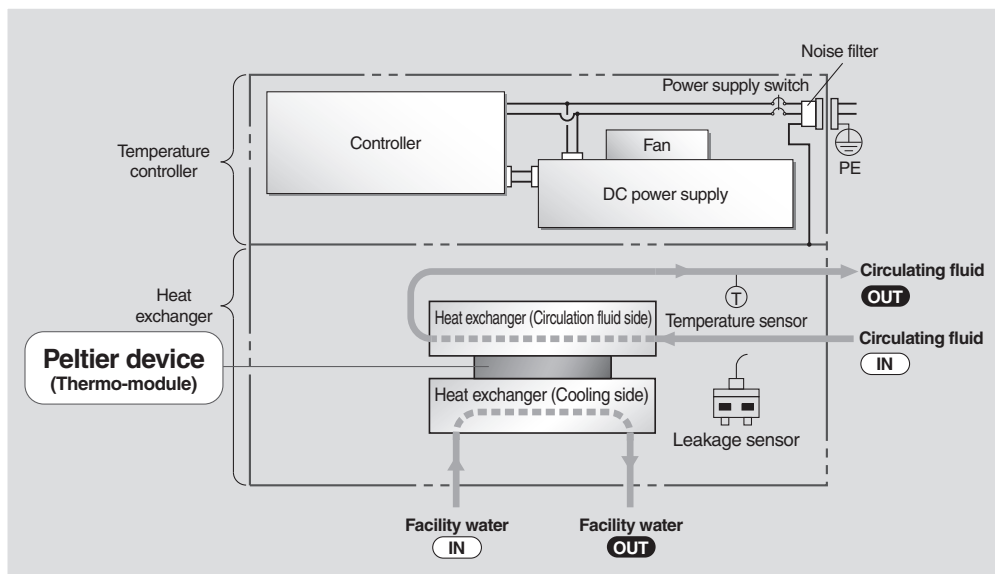 Noise filter
Power supply switch
Controller
Fan
DC power supply
PE
Temperature
controller
Heat
exchanger
Circulating fluid
OUT
T
Temperature sensor
Heat exchanger (Circulation fluid side)
Circulating fluid
IN
Peltier device
(Thermo-module)
Heat exchanger (Cooling side)
Leakage sensor
Facility water
IN
Facility water
OUT